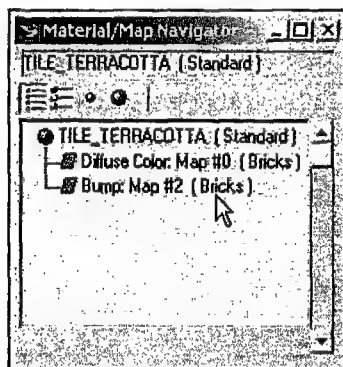 Material/Map Navigator
TILE_TERRACOTTA (Standard)
TILE_TERRACOTTA (Standard)
Diffuse Color: Map #0 (Bricks)
Bump: Map #2 (Bricks)